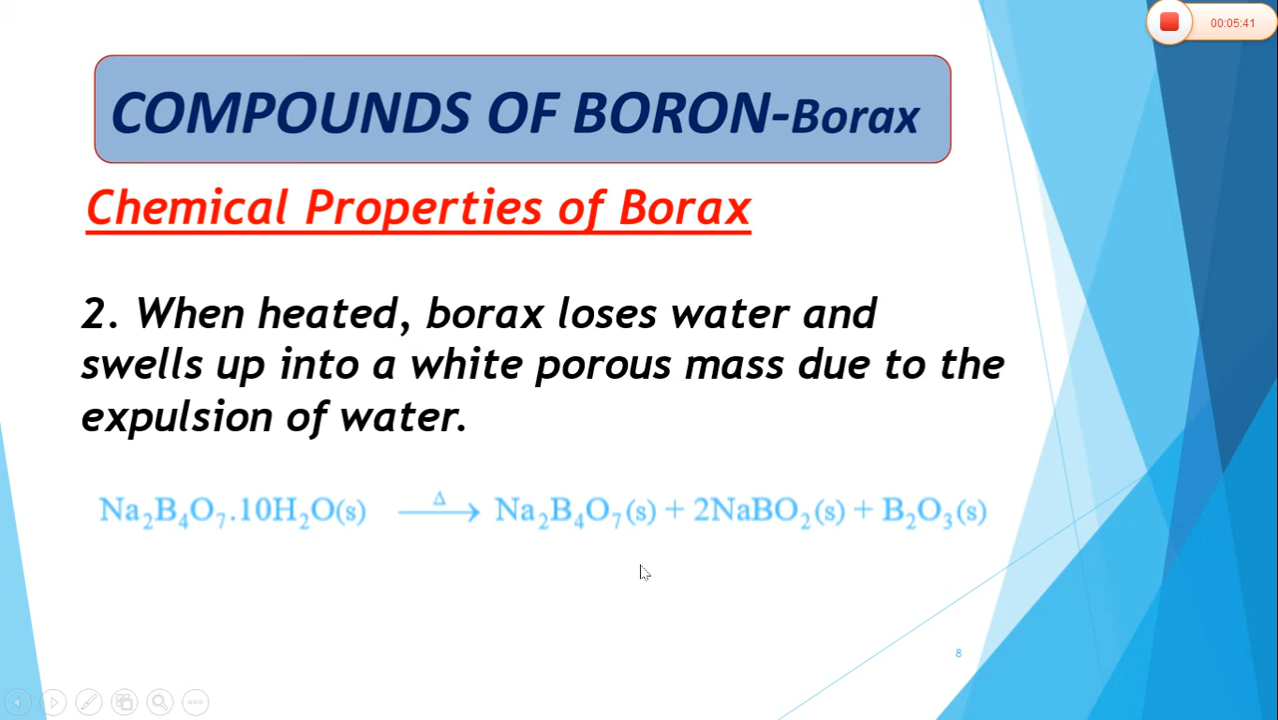 00:05:41
COMPOUNDS OF BORON-Borax
Chemical Properties of Borax
2. When heated, borax loses water and
swells up into a white porous mass due to the
expulsion of water.
Na₂B₄O₇.10H₂O(s) —Δ→ Na₂B₄O₇(s) + 2NaBO₂(s) + B₂O₃(s)
8